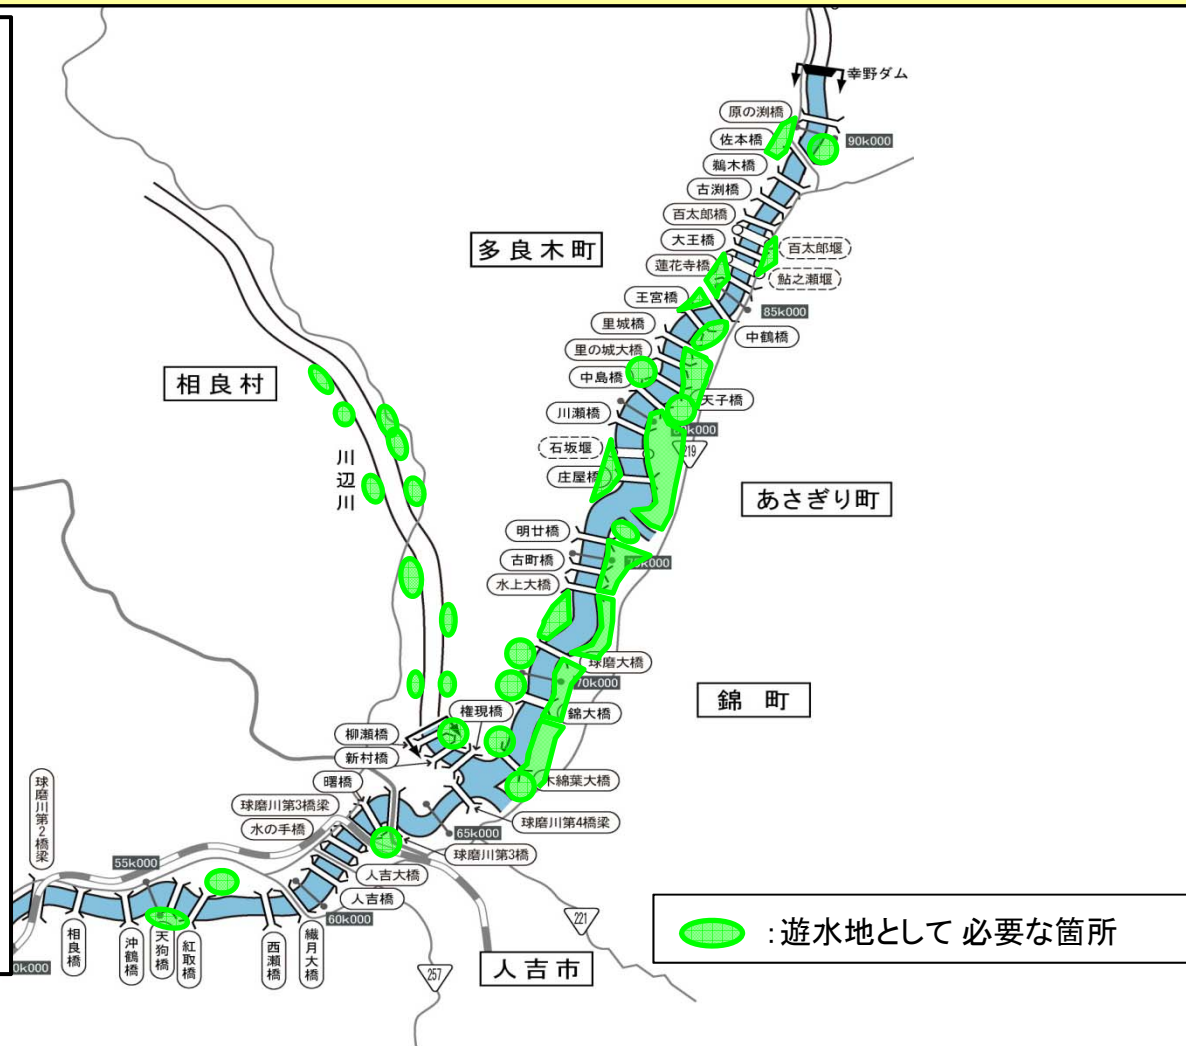 幸野ダム
原の渕橋
90k000
佐本橋
鵜木橋
古渕橋
百太郎橋
大王橋
百太郎堰
多良木町
蓮花寺橋
鮎之瀬堰
王宮橋
85k000
里城橋
中鶴橋
里の城大橋
中島橋
相良村
天子橋
川瀬橋
219
石坂堰
川辺川
庄屋橋
あさぎり町
明廿橋
古町橋
水上大橋
球磨大橋
70k000
錦町
権現橋
錦大橋
柳瀬橋
新村橋
木綿葉大橋
曙橋
球磨川第3橋梁
球磨川第4橋梁
水の手橋
65k000
球磨川第3橋
球磨川第2橋梁
55k000
人吉大橋
人吉橋
60k000
相良橋
沖鶴橋
天狗橋
紅取橋
西瀬橋
繊月大橋
221
257
人吉市
:遊水地として 必要な箇所